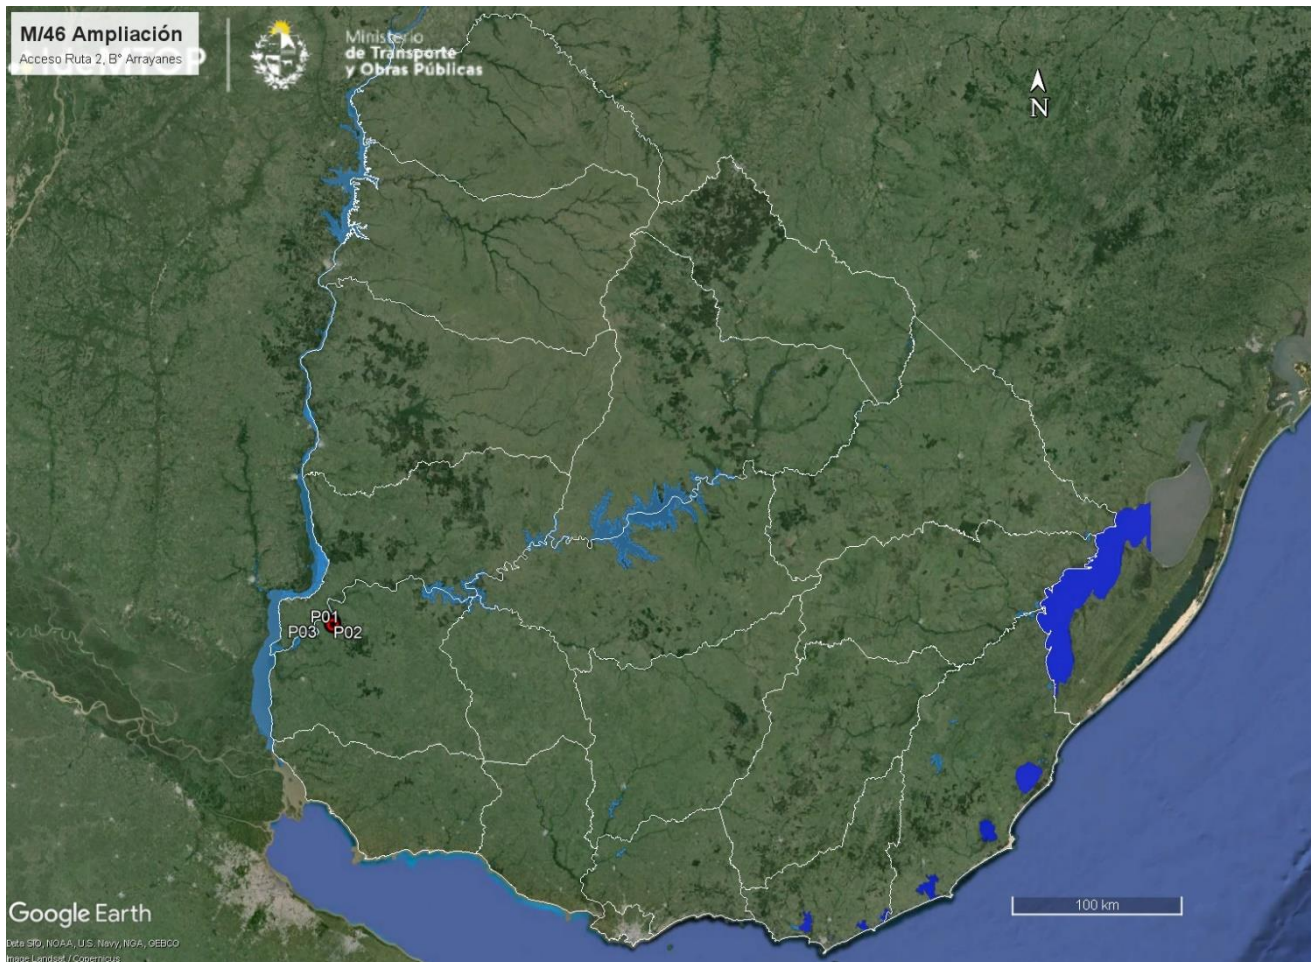 M/46 Ampliación
Acceso Ruta 2, B° Arrayanes
Ministerio
de Transporte
y Obras Públicas
N
P01
P03 P02
100 km
Google Earth
Data SIO, NOAA, U.S. Navy, NGA, GEBCO
Image Landsat / Copernicus